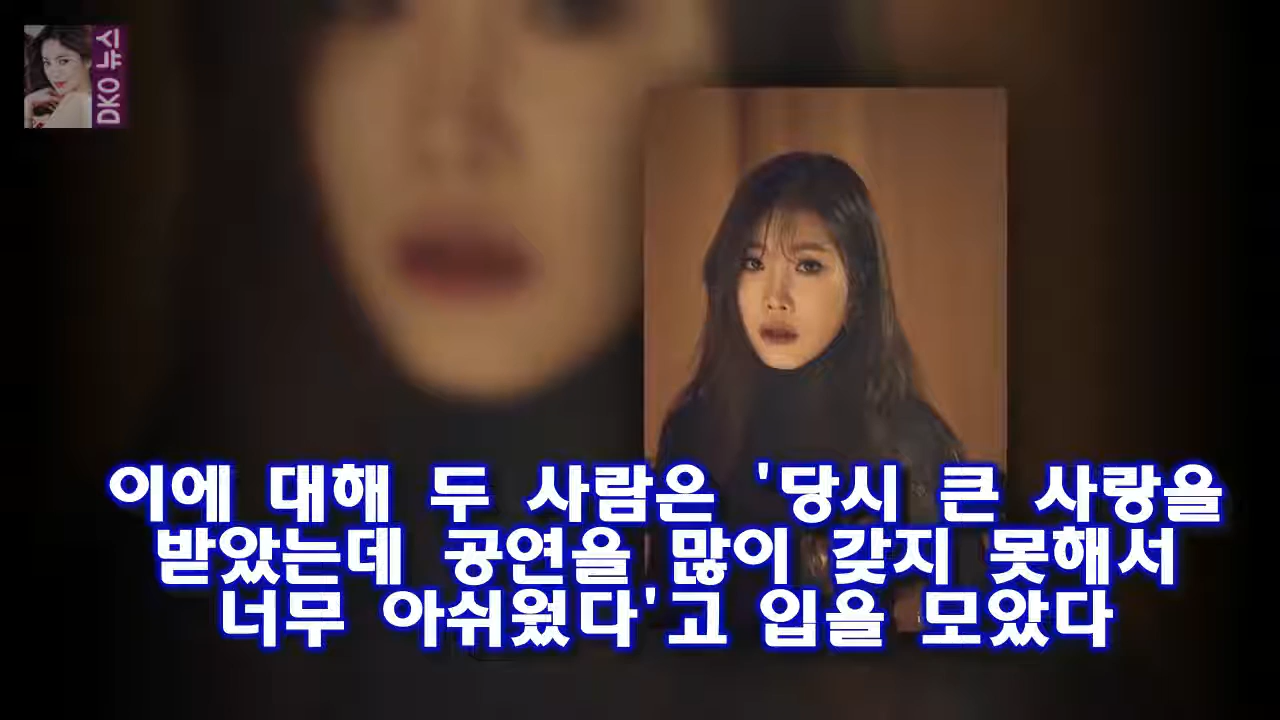 DKO 뉴스
이에 대해 두 사람은 '당시 큰 사랑을
받았는데 공연을 많이 갖지 못해서
너무 아쉬웠다'고 입을 모았다